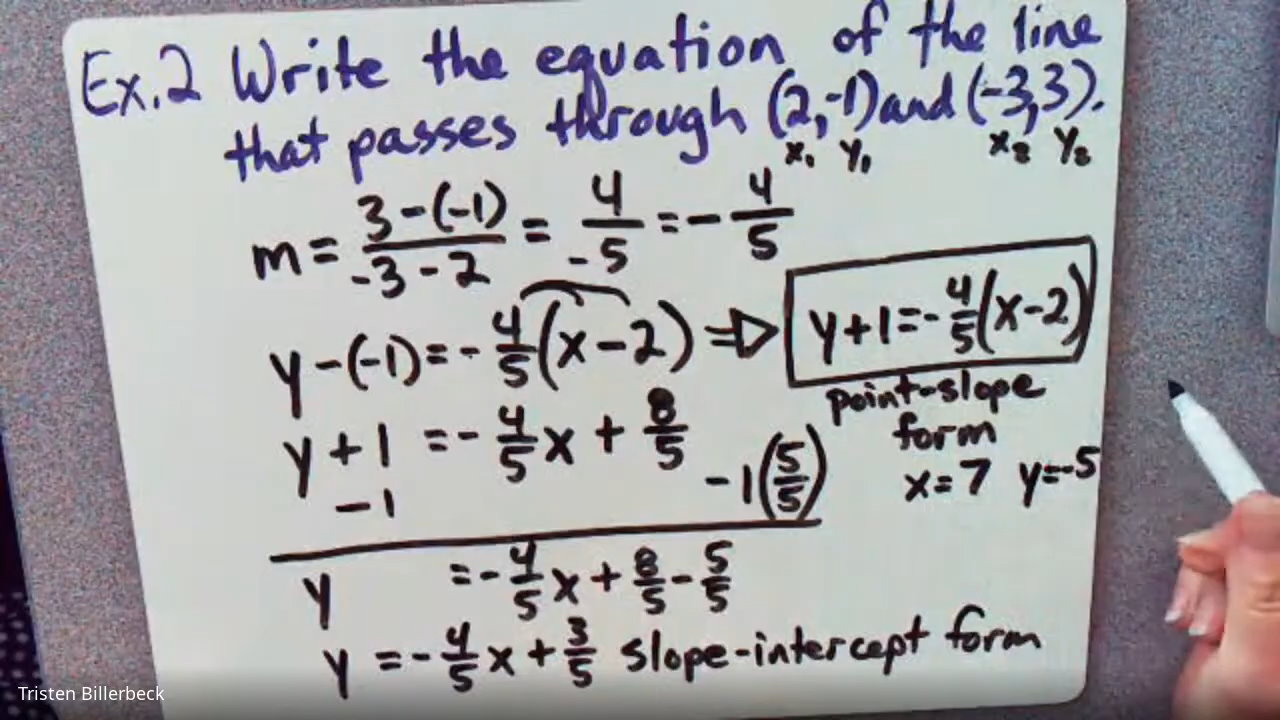 Ex.2 Write the equation of the line
that passes through (2,-1) and (-3,3).
x₁ y₁ x₂ y₂
m = 3-(-1)/-3-2 = 4/-5 = -4/5
y-(-1) = -4/5(x-2) ⇒ y+1 = -4/5(x-2)
point-slope
form
y+1 = -4/5x + 8/5
x=7 y=-5
-1 -1(5/5)
y = -4/5x + 8/5 - 5/5
y = -4/5x + 3/5 slope-intercept form
Tristen Billerbeck